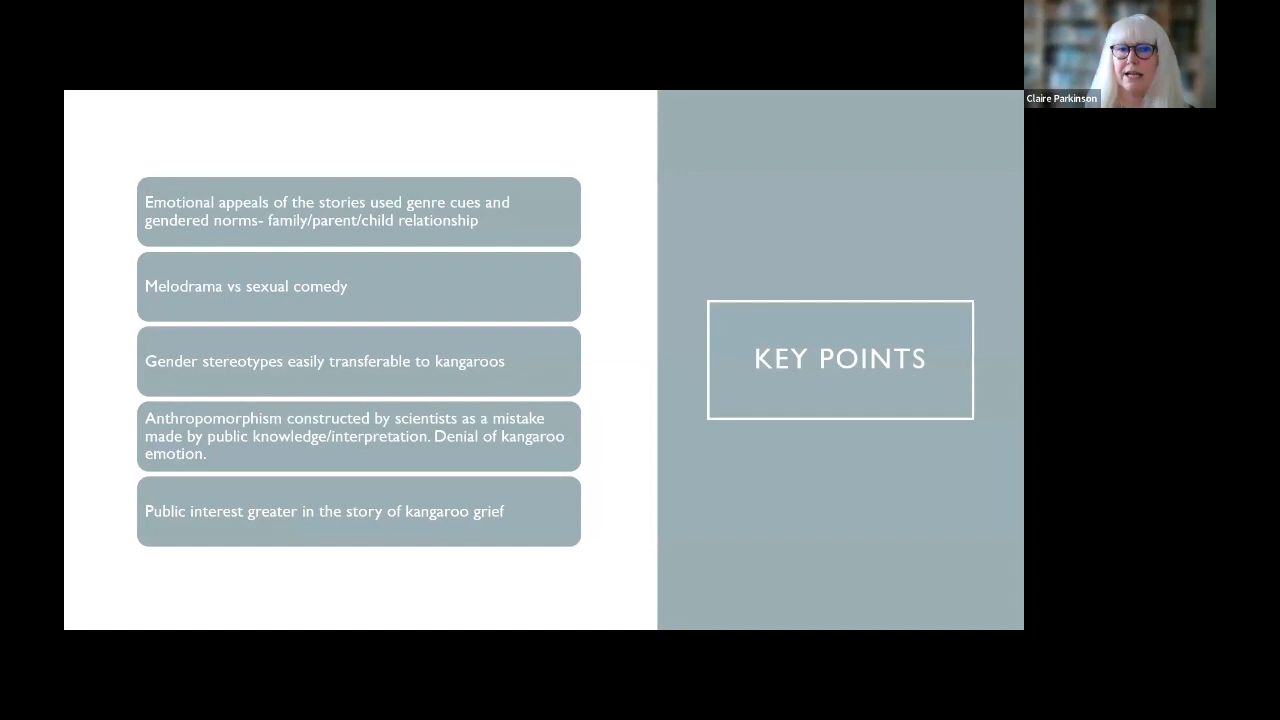 Claire Parkinson
Emotional appeals of the stories used genre cues and
gendered norms- family/parent/child relationship
Melodrama vs sexual comedy
Gender stereotypes easily transferable to kangaroos
Anthropomorphism constructed by scientists as a mistake
made by public knowledge/interpretation. Denial of kangaroo
emotion.
Public interest greater in the story of kangaroo grief
KEY POINTS